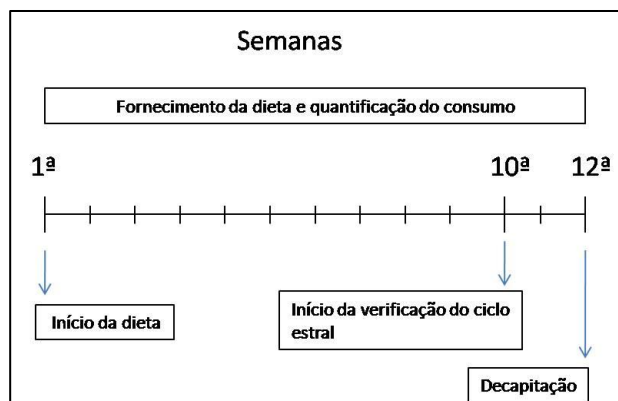 Semanas
Fornecimento da dieta e quantificação do consumo
1ª
10ª
12ª
Início da dieta
Início da verificação do ciclo
estral
Decapitação